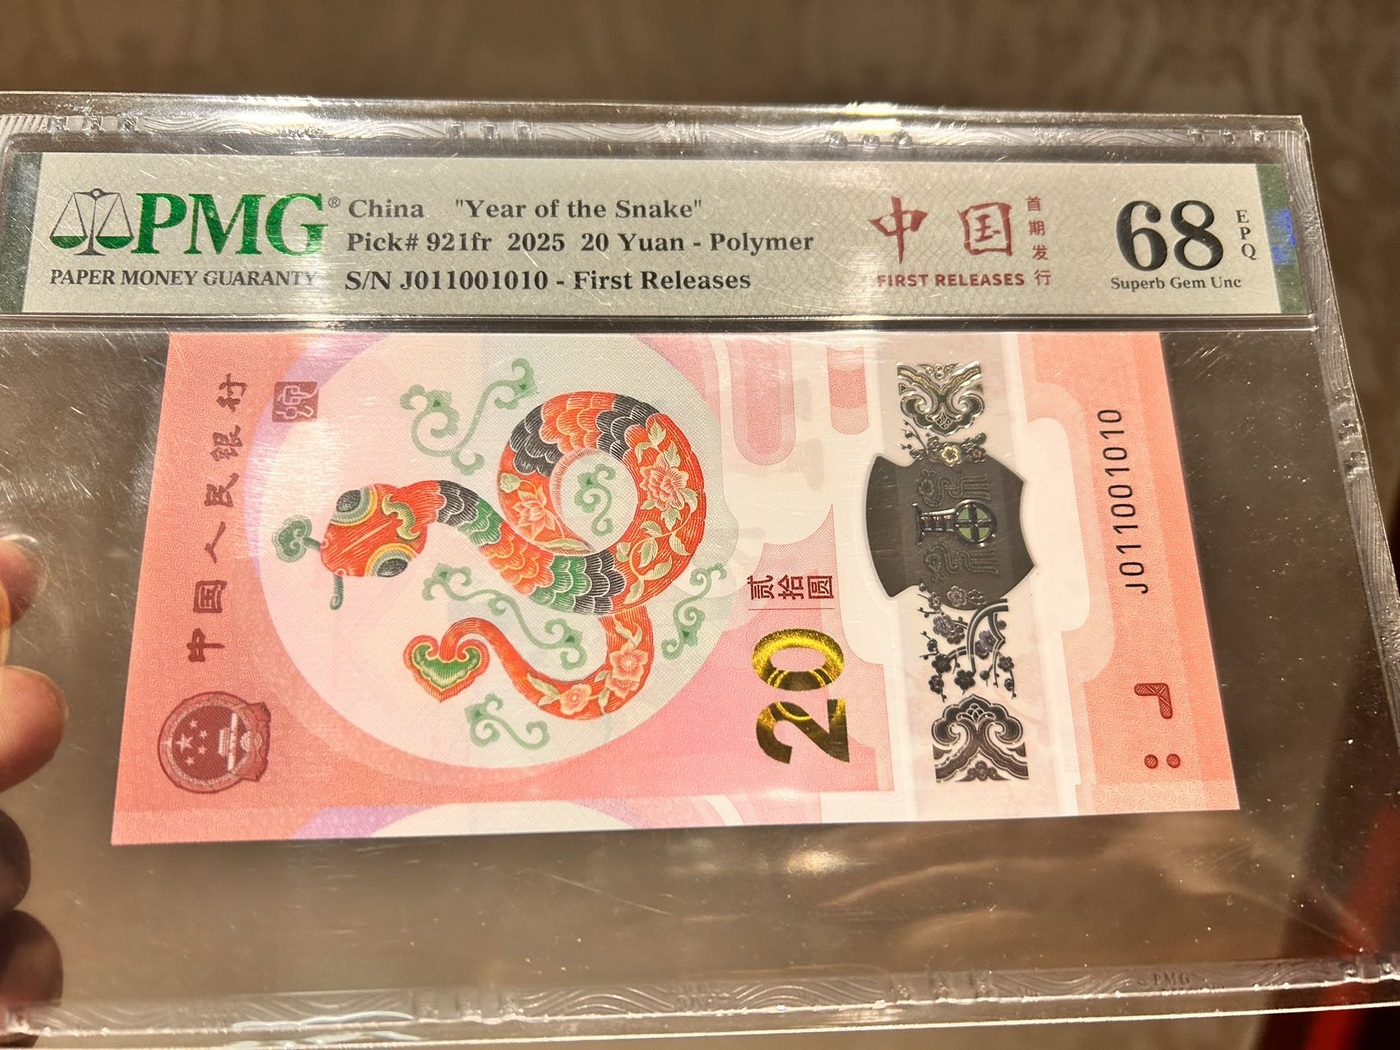 PMG®
PAPER MONEY GUARANTY
China "Year of the Snake"
Pick# 921fr 2025 20 Yuan - Polymer
S/N J011001010 - First Releases
中国
首期发行
FIRST RELEASES
68
EPQ
Superb Gem Unc
中国人民银行
贰拾圆
20
J011001010
PMG